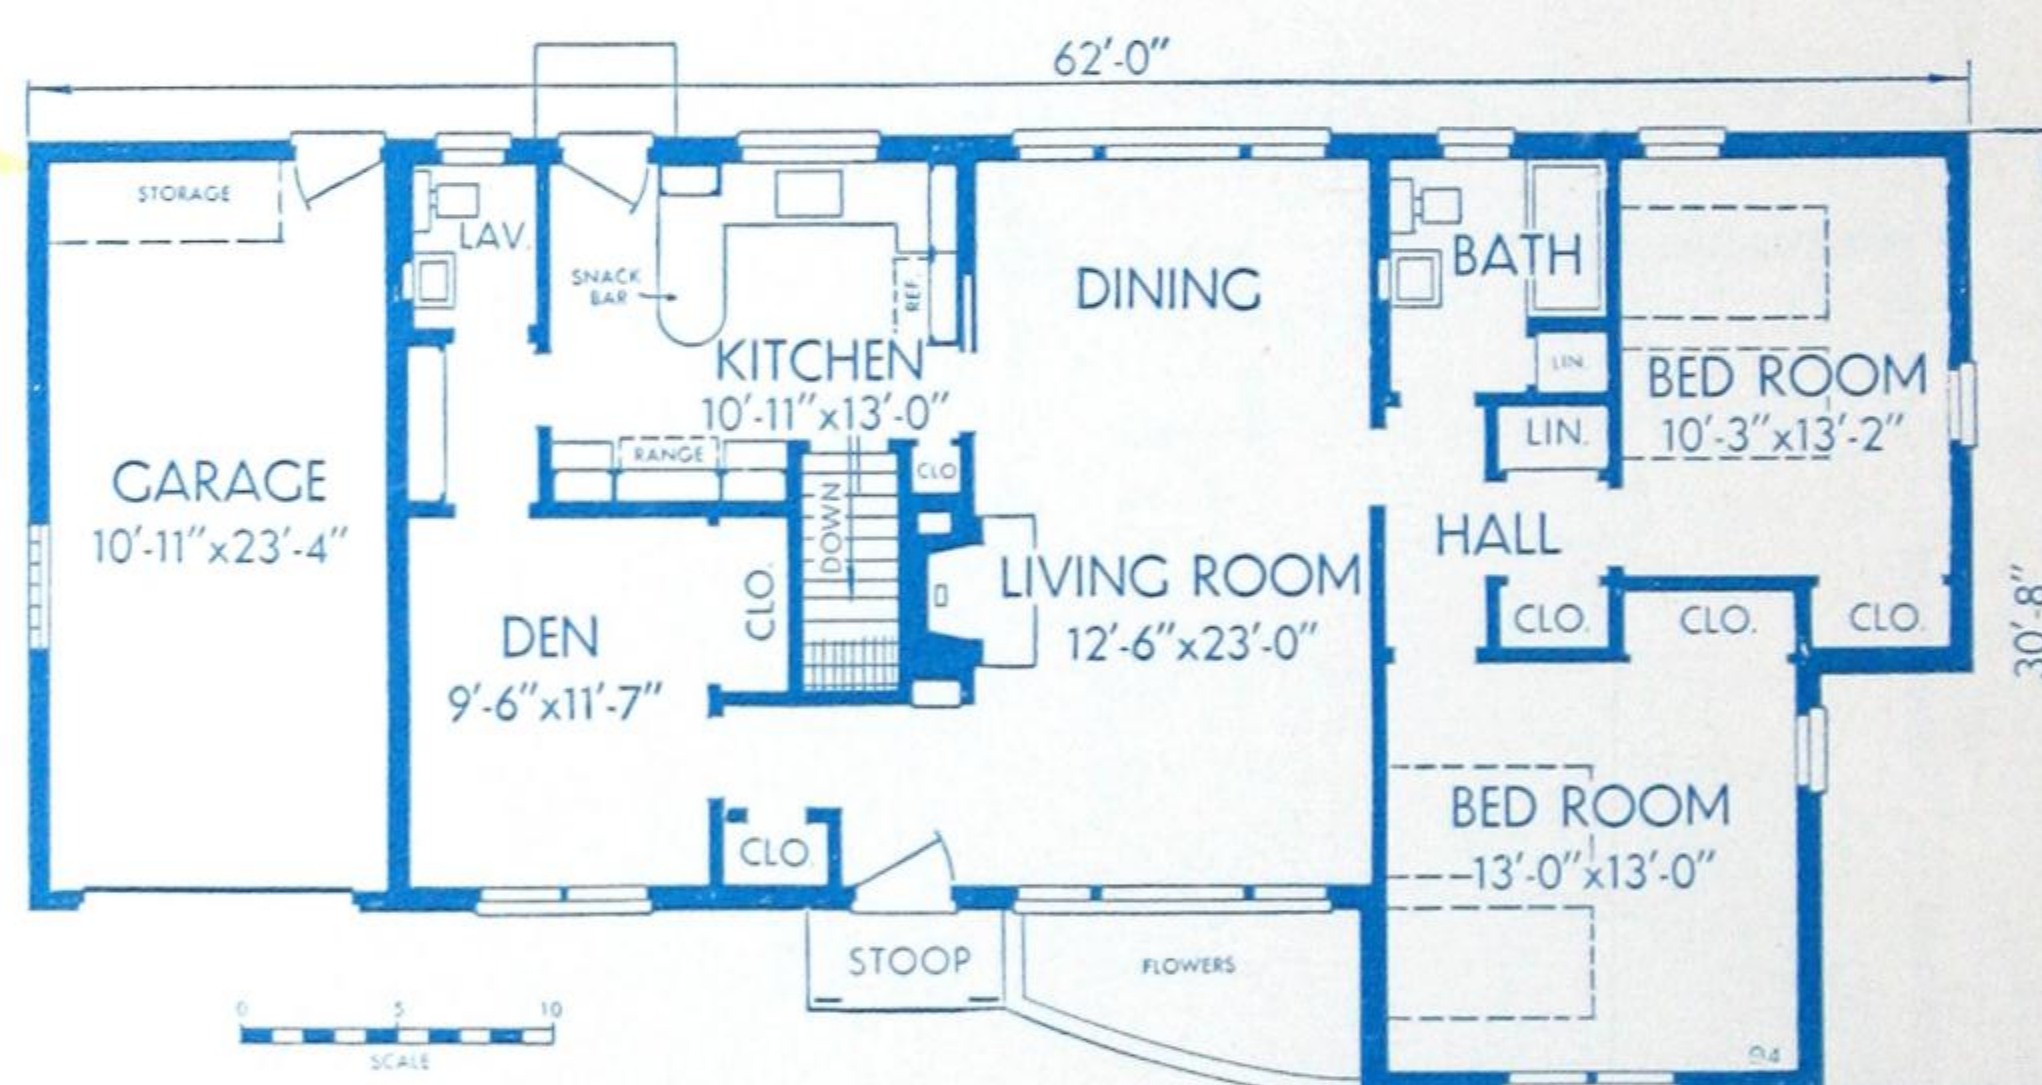 62'-0"
STORAGE
LAV.
SNACK
BAR
REF.
KITCHEN
10'-11"x13'-0"
DINING
BATH
LIN.
BED ROOM
10'-3"x13'-2"
LIN.
RANGE
CLO
GARAGE
10'-11"x23'-4"
DOWN
HALL
LIVING ROOM
12'-6"x23'-0"
DEN
9'-6"x11'-7"
CLO.
CLO.
CLO.
CLO.
30'-8"
BED ROOM
13'-0"x13'-0"
CLO.
STOOP
FLOWERS
0 5 10
SCALE
94